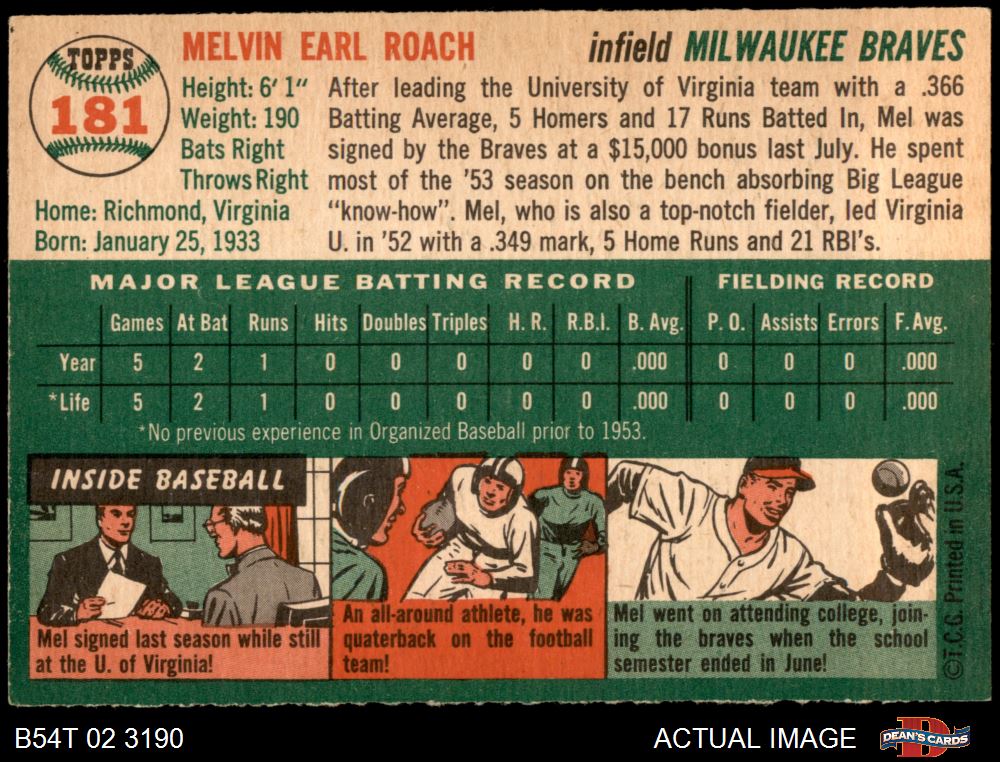 TOPPS
181
MELVIN EARL ROACH
infield MILWAUKEE BRAVES
Height: 6' 1"
Weight: 190
Bats Right
Throws Right
Home: Richmond, Virginia
Born: January 25, 1933
After leading the University of Virginia team with a .366
Batting Average, 5 Homers and 17 Runs Batted In, Mel was
signed by the Braves at a $15,000 bonus last July. He spent
most of the '53 season on the bench absorbing Big League
"know-how". Mel, who is also a top-notch fielder, led Virginia
U. in '52 with a .349 mark, 5 Home Runs and 21 RBI's.
MAJOR LEAGUE BATTING RECORD FIELDING RECORD
Games At Bat Runs Hits Doubles Triples H. R. R.B.I. B. Avg. P. O. Assists Errors F. Avg.
Year 5 2 1 0 0 0 0 0 .000 0 0 0 .000
*Life 5 2 1 0 0 0 0 0 .000 0 0 0 .000
*No previous experience in Organized Baseball prior to 1953.
INSIDE BASEBALL
Mel signed last season while still
at the U. of Virginia!
An all-around athlete, he was
quaterback on the football
team!
Mel went on attending college, join-
ing the braves when the school
semester ended in June!
©T.C.G. Printed in U.S.A.
B54T 02 3190
ACTUAL IMAGE
D
DEAN'S CARDS